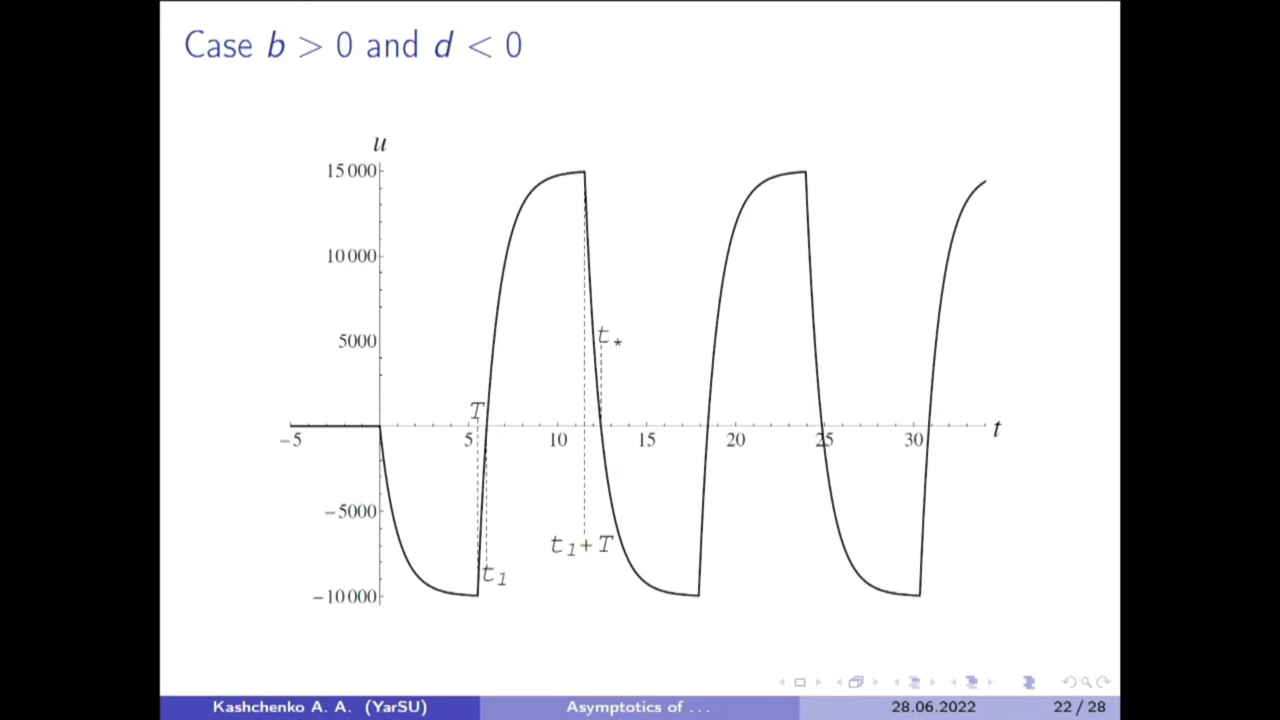 Case b > 0 and d < 0
u
15 000
10 000
5000
t*
T
−5
5
10
15
20
25
30
t
−5000
t1+T
t1
−10 000
Kashchenko A. A. (YarSU)
Asymptotics of . . .
28.06.2022
22 / 28